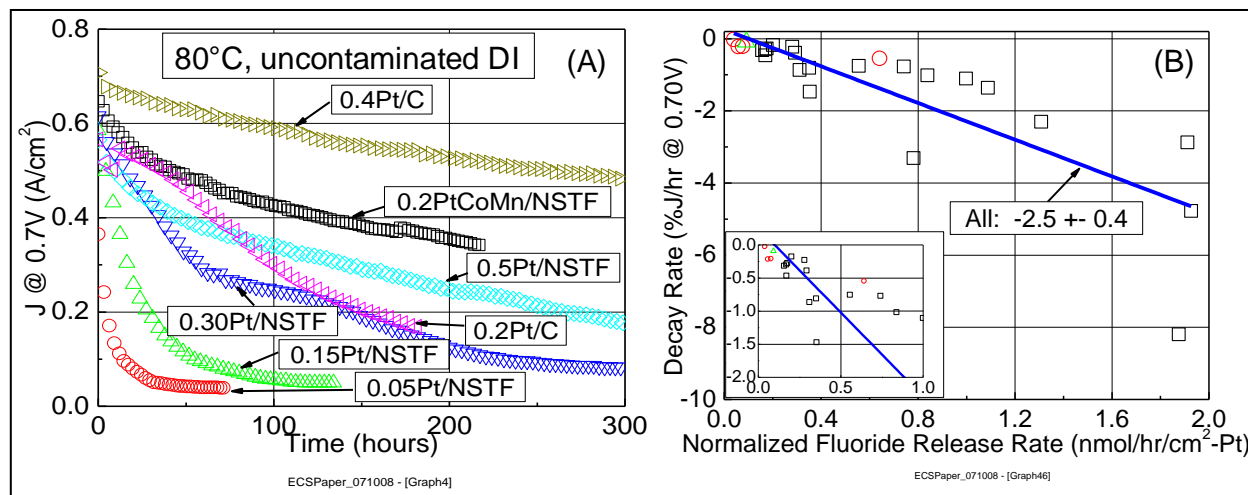 80°C, uncontaminated DI
(A)
0.8
0.6
0.4
0.2
0.0
J @ 0.7V (A/cm²)
0.4Pt/C
0.2PtCoMn/NSTF
0.5Pt/NSTF
0.30Pt/NSTF
0.2Pt/C
0.15Pt/NSTF
0.05Pt/NSTF
0
100
200
300
Time (hours)
ECSPaper_071008 - [Graph4]
(B)
0
-2
-4
-6
-8
-10
Decay Rate (%J/hr @ 0.70V)
All: -2.5 +- 0.4
0.0
-0.5
-1.0
-1.5
-2.0
0.0
0.5
1.0
0.0
0.4
0.8
1.2
1.6
2.0
Normalized Fluoride Release Rate (nmol/hr/cm²-Pt)
ECSPaper_071008 - [Graph46]